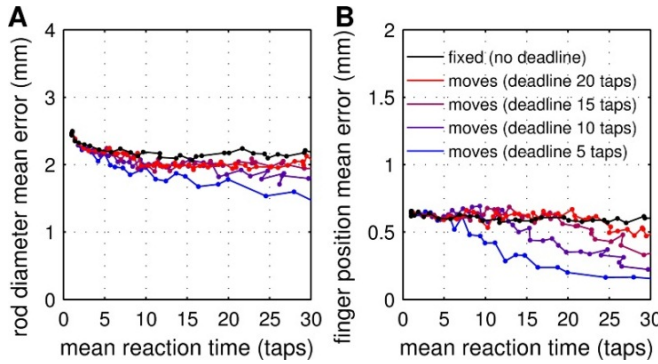 A
B
rod diameter mean error (mm)
4
3
2
1
0
0 5 10 15 20 25 30
mean reaction time (taps)
finger position mean error (mm)
2
1.5
1
0.5
0
fixed (no deadline)
moves (deadline 20 taps)
moves (deadline 15 taps)
moves (deadline 10 taps)
moves (deadline 5 taps)
0 5 10 15 20 25 30
mean reaction time (taps)